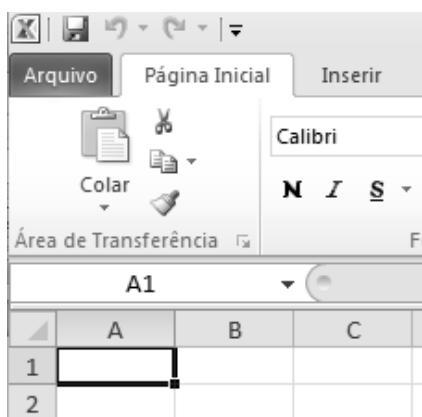 Arquivo Página Inicial Inserir
Calibri
Colar
N I S
Área de Transferência F
A1
A B C
1
2